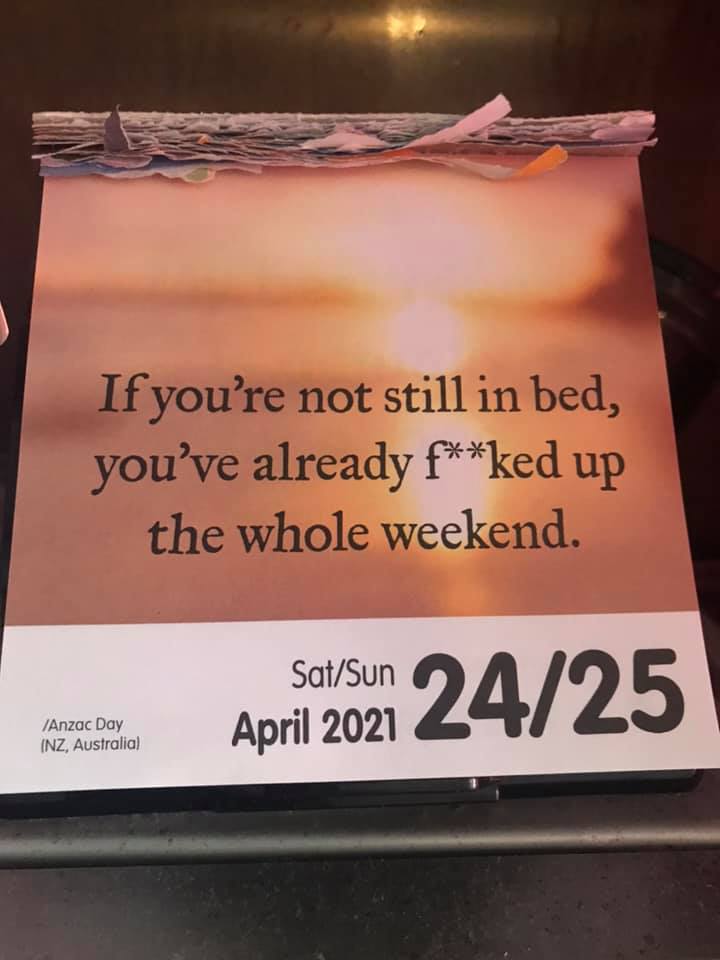 If you're not still in bed,
you've already f**ked up
the whole weekend.
/Anzac Day
(NZ, Australia)
Sat/Sun
April 2021
24/25